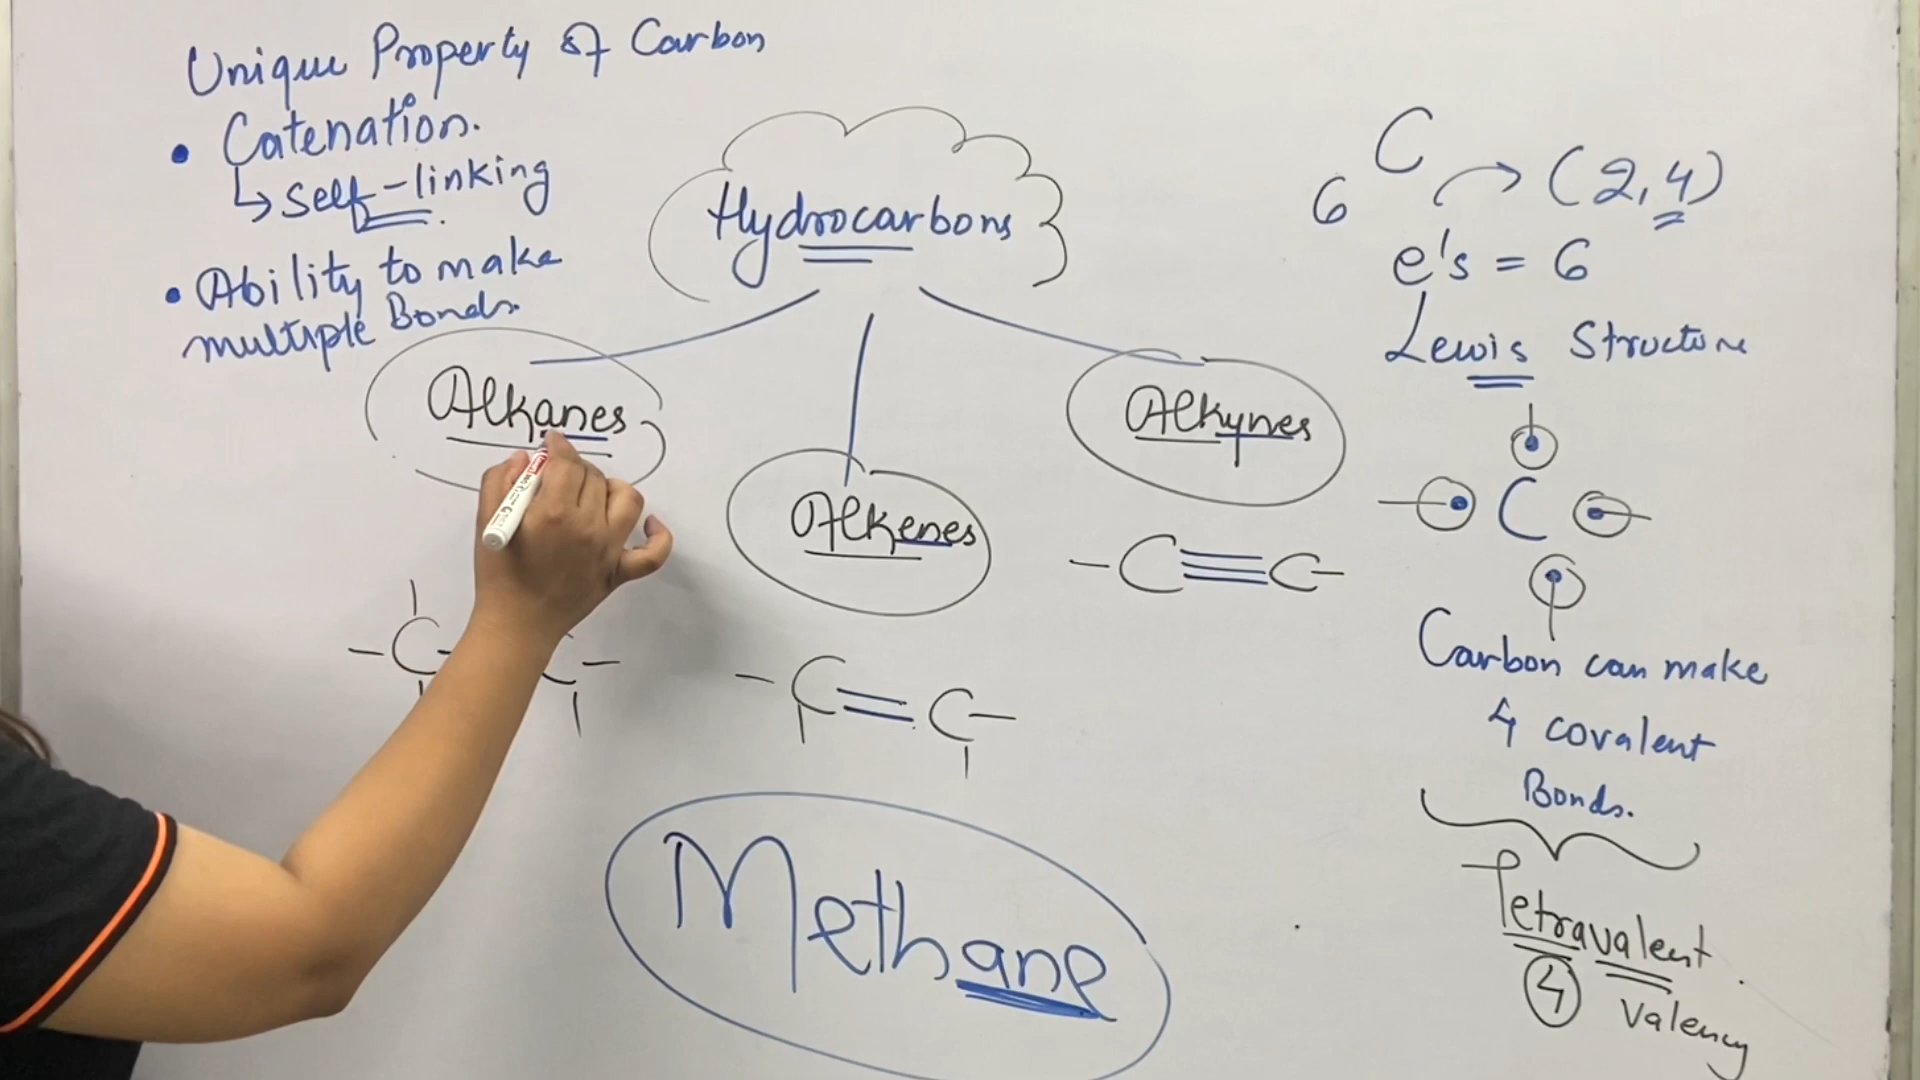 Unique Property of Carbon
• Catenation.
↳ Self-linking
• Ability to make
multiple Bonds.
Hydrocarbons
Alkanes
Alkenes
Alkynes
C
C
C=C
C≡C
Methane
6 C → (2,4)
e's = 6
Lewis Structure
C
Carbon can make
4 covalent
Bonds.
Tetravalent
4 Valency